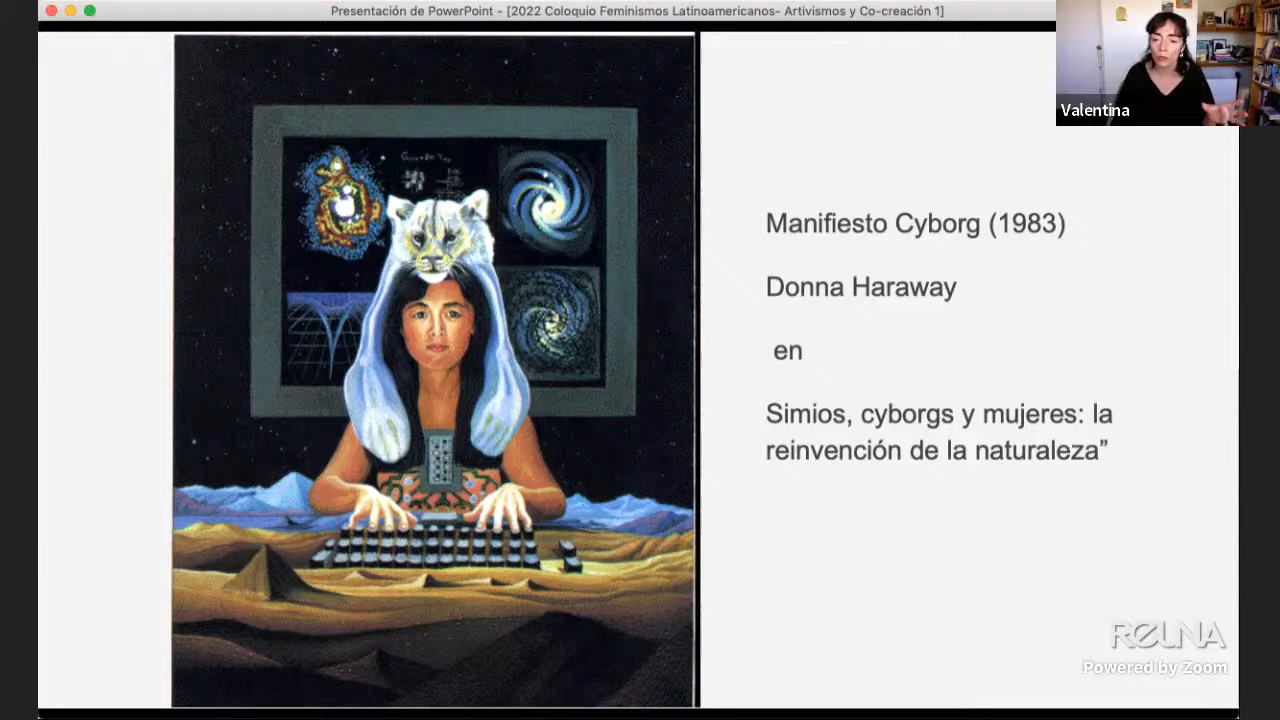 Presentación de PowerPoint - [2022 Coloquio Feminismos Latinoamericanos- Artivismos y Co-creación 1]
Valentina
Manifiesto Cyborg (1983)
Donna Haraway
en
Simios, cyborgs y mujeres: la
reinvención de la naturaleza”
REUNA
Powered by Zoom